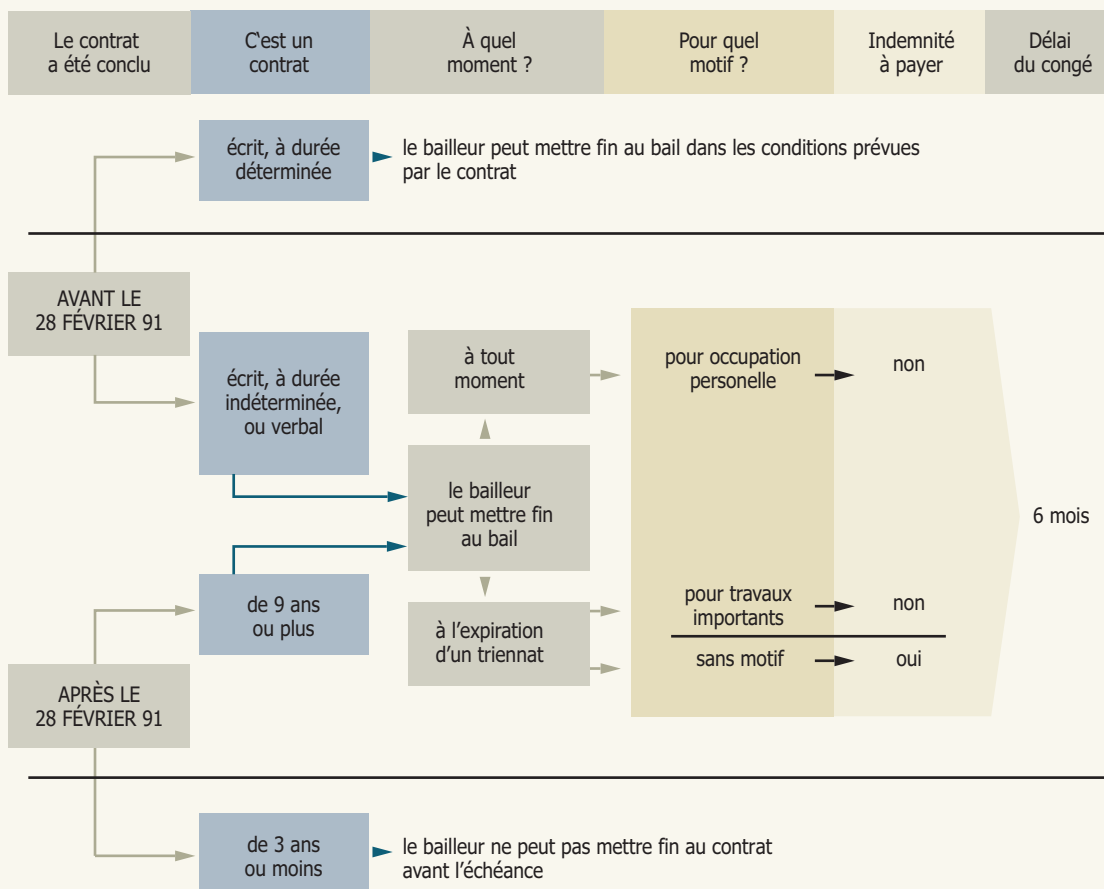 Le contrat
a été conclu
C'est un
contrat
À quel
moment ?
Pour quel
motif ?
Indemnité
à payer
Délai
du congé
écrit, à durée
déterminée
le bailleur peut mettre fin au bail dans les conditions prévues
par le contrat
AVANT LE
28 FÉVRIER 91
écrit, à durée
indéterminée,
ou verbal
à tout
moment
pour occupation
personelle
non
le bailleur
peut mettre fin
au bail
6 mois
de 9 ans
ou plus
à l’expiration
d’un triennat
pour travaux
importants
non
sans motif
oui
APRÈS LE
28 FÉVRIER 91
de 3 ans
ou moins
le bailleur ne peut pas mettre fin au contrat
avant l’échéance